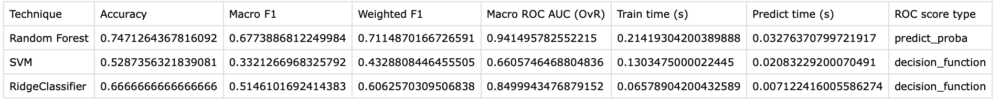 Technique Accuracy Macro F1 Weighted F1 Macro ROC AUC (OvR) Train time (s) Predict time (s) ROC score type
Random Forest 0.7471264367816092 0.6773886812249984 0.7114870166726591 0.941495782552215 0.21419304200389888 0.03276370799721917 predict_proba
SVM 0.5287356321839081 0.3321266968325792 0.4328808446455505 0.6605746468804836 0.1303475000022445 0.02083229200070491 decision_function
RidgeClassifier 0.6666666666666666 0.5146101692414383 0.6062570309506838 0.8499943476879152 0.06578904200432589 0.007122416005586274 decision_function